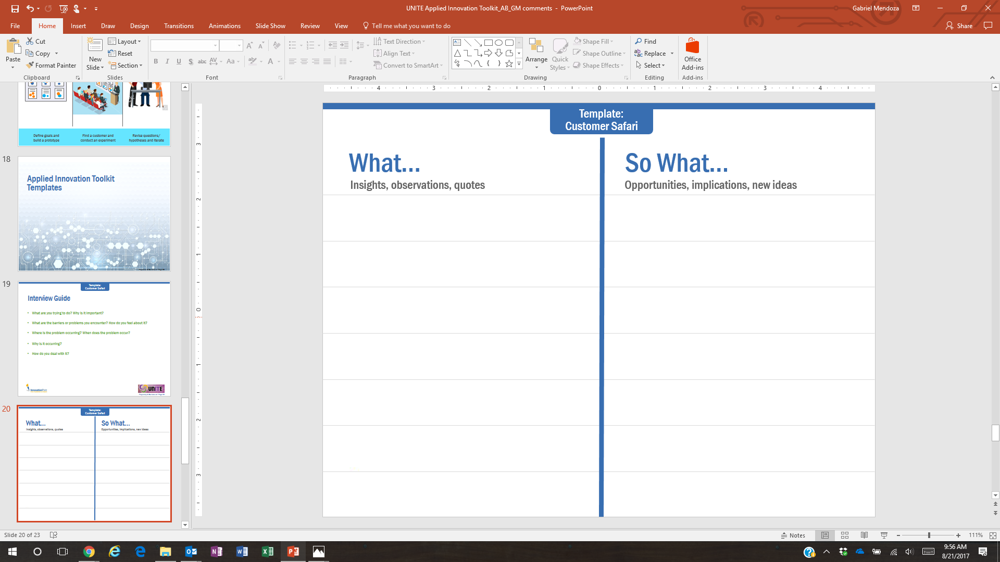 UNITE Applied Innovation Toolkit_AB_GM comments - PowerPoint
Gabriel Mendoza
File Home Insert Draw Design Transitions Animations Slide Show Review View Tell me what you want to do
Share
Paste
Cut
Copy
Format Painter
Clipboard
New
Slide
Layout
Reset
Section
Slides
B I U S abc AV Aa A
Font
Text Direction
Align Text
Convert to SmartArt
Paragraph
Arrange
Quick
Styles
Shape Fill
Shape Outline
Shape Effects
Drawing
Find
Replace
Select
Editing
Office
Add-ins
Add-ins
Define goals and
build a prototype
Find a customer and
conduct an experiment
Revise questions/
hypotheses and iterate
18
Applied Innovation Toolkit
Templates
19
Template:
Customer Safari
Interview Guide
• What are you trying to do? Why is it important?
• What are the barriers or problems you encounter? How do you feel about it?
• Where is the problem occurring? When does the problem occur?
• Why is it occurring?
• How do you deal with it?
InnovationPoint
UNITE
20
Template:
Customer Safari
What...
Insights, observations, quotes
So What...
Opportunities, implications, new ideas
4 3 2 1 0 1 2 3 4
3
2
1
0
1
2
3
Template:
Customer Safari
What...
Insights, observations, quotes
So What...
Opportunities, implications, new ideas
Slide 20 of 23
Notes
111%
9:56 AM
8/21/2017